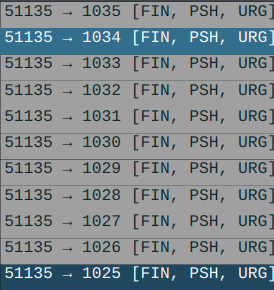 51135 → 1035 [FIN, PSH, URG]
51135 → 1034 [FIN, PSH, URG]
51135 → 1033 [FIN, PSH, URG]
51135 → 1032 [FIN, PSH, URG]
51135 → 1031 [FIN, PSH, URG]
51135 → 1030 [FIN, PSH, URG]
51135 → 1029 [FIN, PSH, URG]
51135 → 1028 [FIN, PSH, URG]
51135 → 1027 [FIN, PSH, URG]
51135 → 1026 [FIN, PSH, URG]
51135 → 1025 [FIN, PSH, URG]